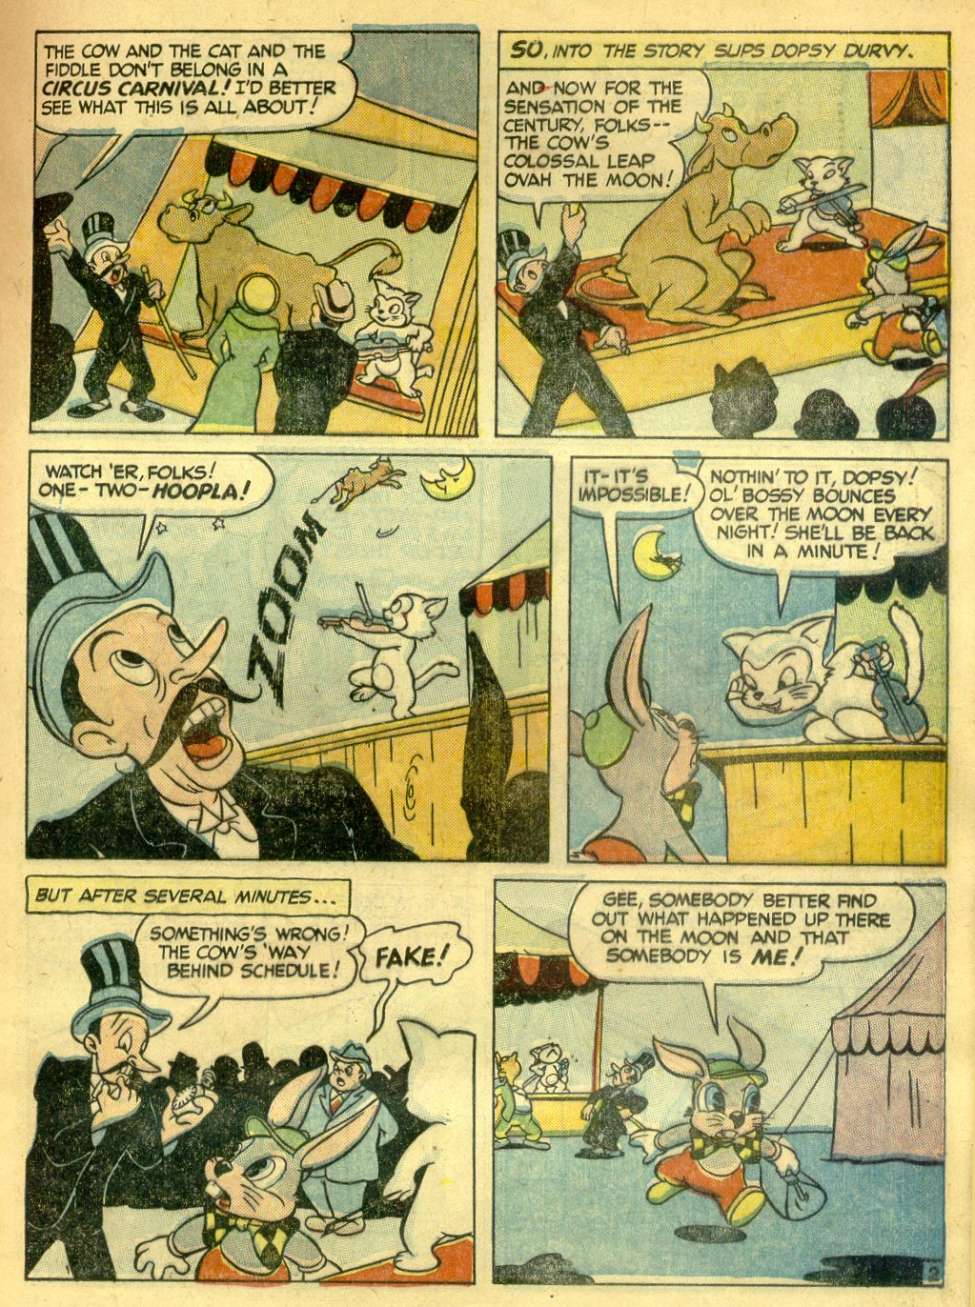 THE COW AND THE CAT AND THE
FIDDLE DON'T BELONG IN A
CIRCUS CARNIVAL! I'D BETTER
SEE WHAT THIS IS ALL ABOUT!
SO, INTO THE STORY SLIPS DOPSY DURVY.
AND NOW FOR THE
SENSATION OF THE
CENTURY, FOLKS--
THE COW'S
COLOSSAL LEAP
OVAH THE MOON!
WATCH 'ER, FOLKS!
ONE-TWO-HOOPLA!
ZOOM
IT-IT'S
IMPOSSIBLE!
NOTHIN' TO IT, DOPSY!
OL' BOSSY BOUNCES
OVER THE MOON EVERY
NIGHT! SHE'LL BE BACK
IN A MINUTE!
BUT AFTER SEVERAL MINUTES...
SOMETHING'S WRONG!
THE COW'S 'WAY
BEHIND SCHEDULE!
FAKE!
GEE, SOMEBODY BETTER FIND
OUT WHAT HAPPENED UP THERE
ON THE MOON AND THAT
SOMEBODY IS ME!
2